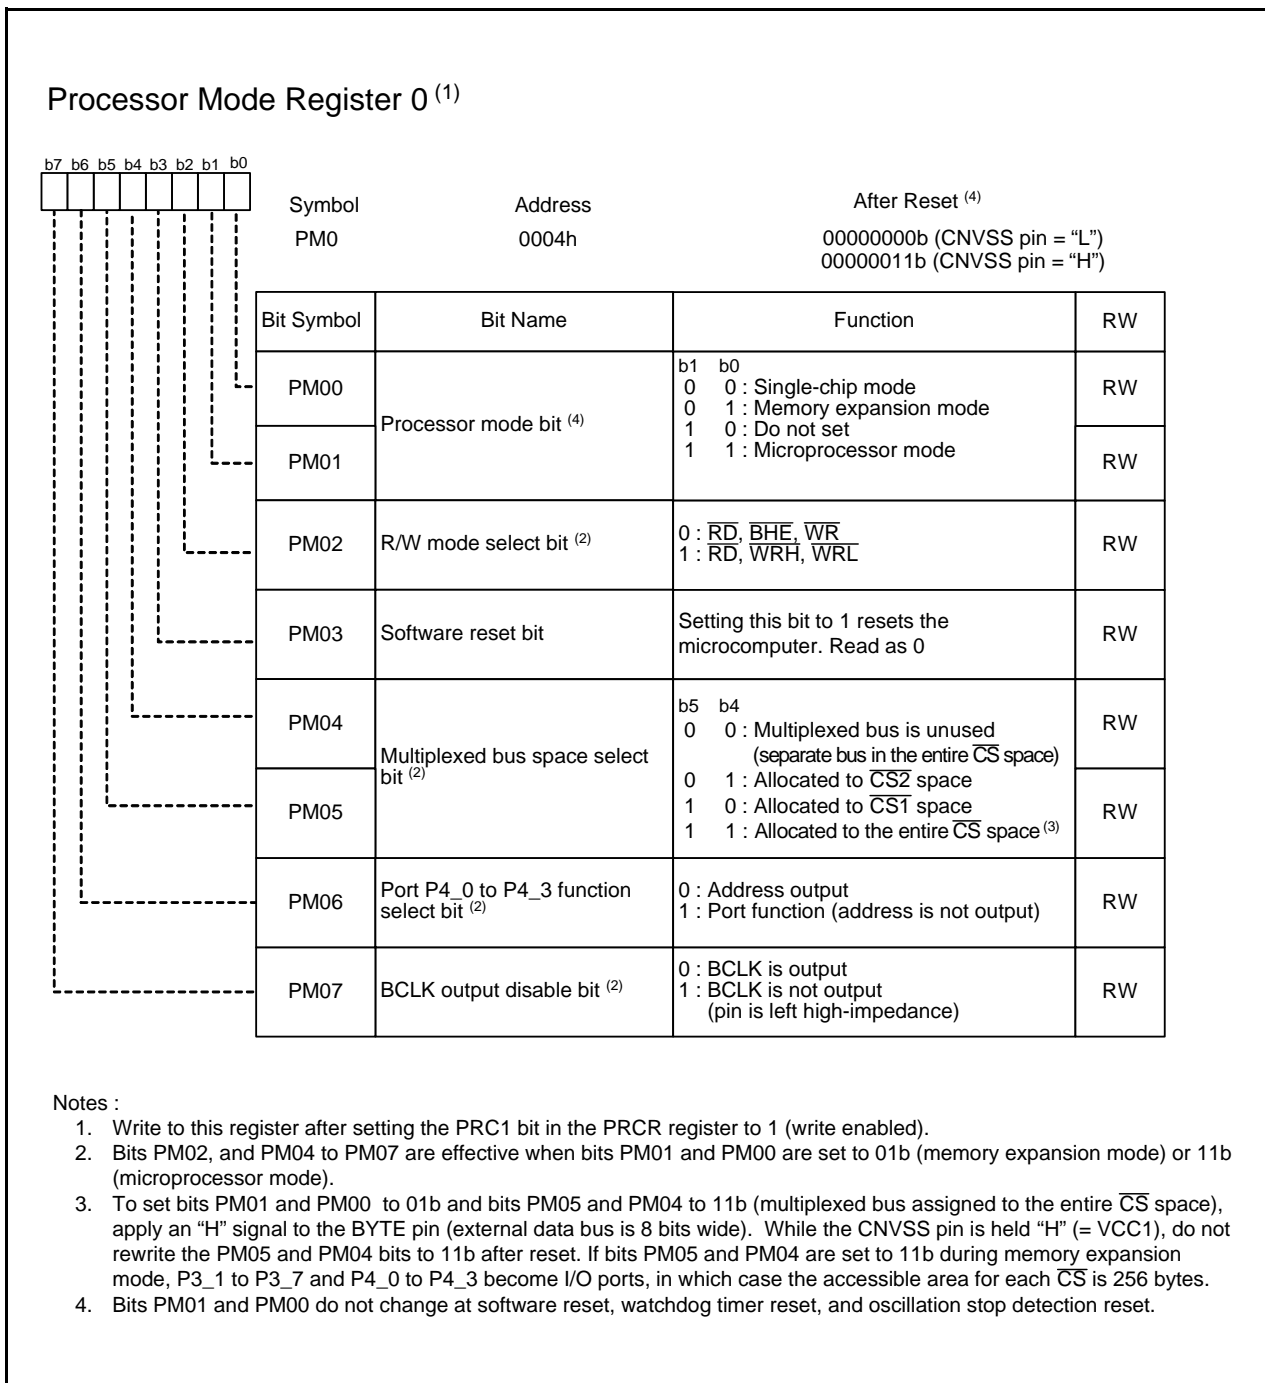 Processor Mode Register 0 (1)
b7 b6 b5 b4 b3 b2 b1 b0
Symbol Address After Reset (4)
PM0 0004h 00000000b (CNVSS pin = “L”)
00000011b (CNVSS pin = “H”)
Bit Symbol Bit Name Function RW
PM00 Processor mode bit (4) RW
b1 b0
0 0 : Single-chip mode
0 1 : Memory expansion mode
1 0 : Do not set
1 1 : Microprocessor mode
PM01 RW
PM02 R/W mode select bit (2) RW
0 : R̅D̅, B̅H̅E̅, W̅R̅
1 : R̅D̅, W̅R̅H̅, W̅R̅L̅
PM03 Software reset bit RW
Setting this bit to 1 resets the
microcomputer. Read as 0
PM04 RW
Multiplexed bus space select
bit (2)
b5 b4
0 0 : Multiplexed bus is unused
(separate bus in the entire C̅S̅ space)
0 1 : Allocated to C̅S̅2̅ space
1 0 : Allocated to C̅S̅1̅ space
1 1 : Allocated to the entire C̅S̅ space (3)
PM05 RW
PM06 RW
Port P4_0 to P4_3 function
select bit (2)
0 : Address output
1 : Port function (address is not output)
PM07 BCLK output disable bit (2) RW
0 : BCLK is output
1 : BCLK is not output
(pin is left high-impedance)
Notes :
1. Write to this register after setting the PRC1 bit in the PRCR register to 1 (write enabled).
2. Bits PM02, and PM04 to PM07 are effective when bits PM01 and PM00 are set to 01b (memory expansion mode) or 11b
(microprocessor mode).
3. To set bits PM01 and PM00 to 01b and bits PM05 and PM04 to 11b (multiplexed bus assigned to the entire C̅S̅ space),
apply an “H” signal to the BYTE pin (external data bus is 8 bits wide). While the CNVSS pin is held “H” (= VCC1), do not
rewrite the PM05 and PM04 bits to 11b after reset. If bits PM05 and PM04 are set to 11b during memory expansion
mode, P3_1 to P3_7 and P4_0 to P4_3 become I/O ports, in which case the accessible area for each C̅S̅ is 256 bytes.
4. Bits PM01 and PM00 do not change at software reset, watchdog timer reset, and oscillation stop detection reset.